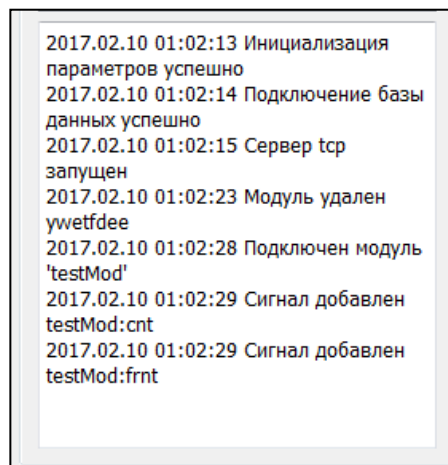 2017.02.10 01:02:13 Инициализация
параметров успешно
2017.02.10 01:02:14 Подключение базы
данных успешно
2017.02.10 01:02:15 Сервер tcp
запущен
2017.02.10 01:02:23 Модуль удален
ywetfdee
2017.02.10 01:02:28 Подключен модуль
'testMod'
2017.02.10 01:02:29 Сигнал добавлен
testMod:cnt
2017.02.10 01:02:29 Сигнал добавлен
testMod:frnt